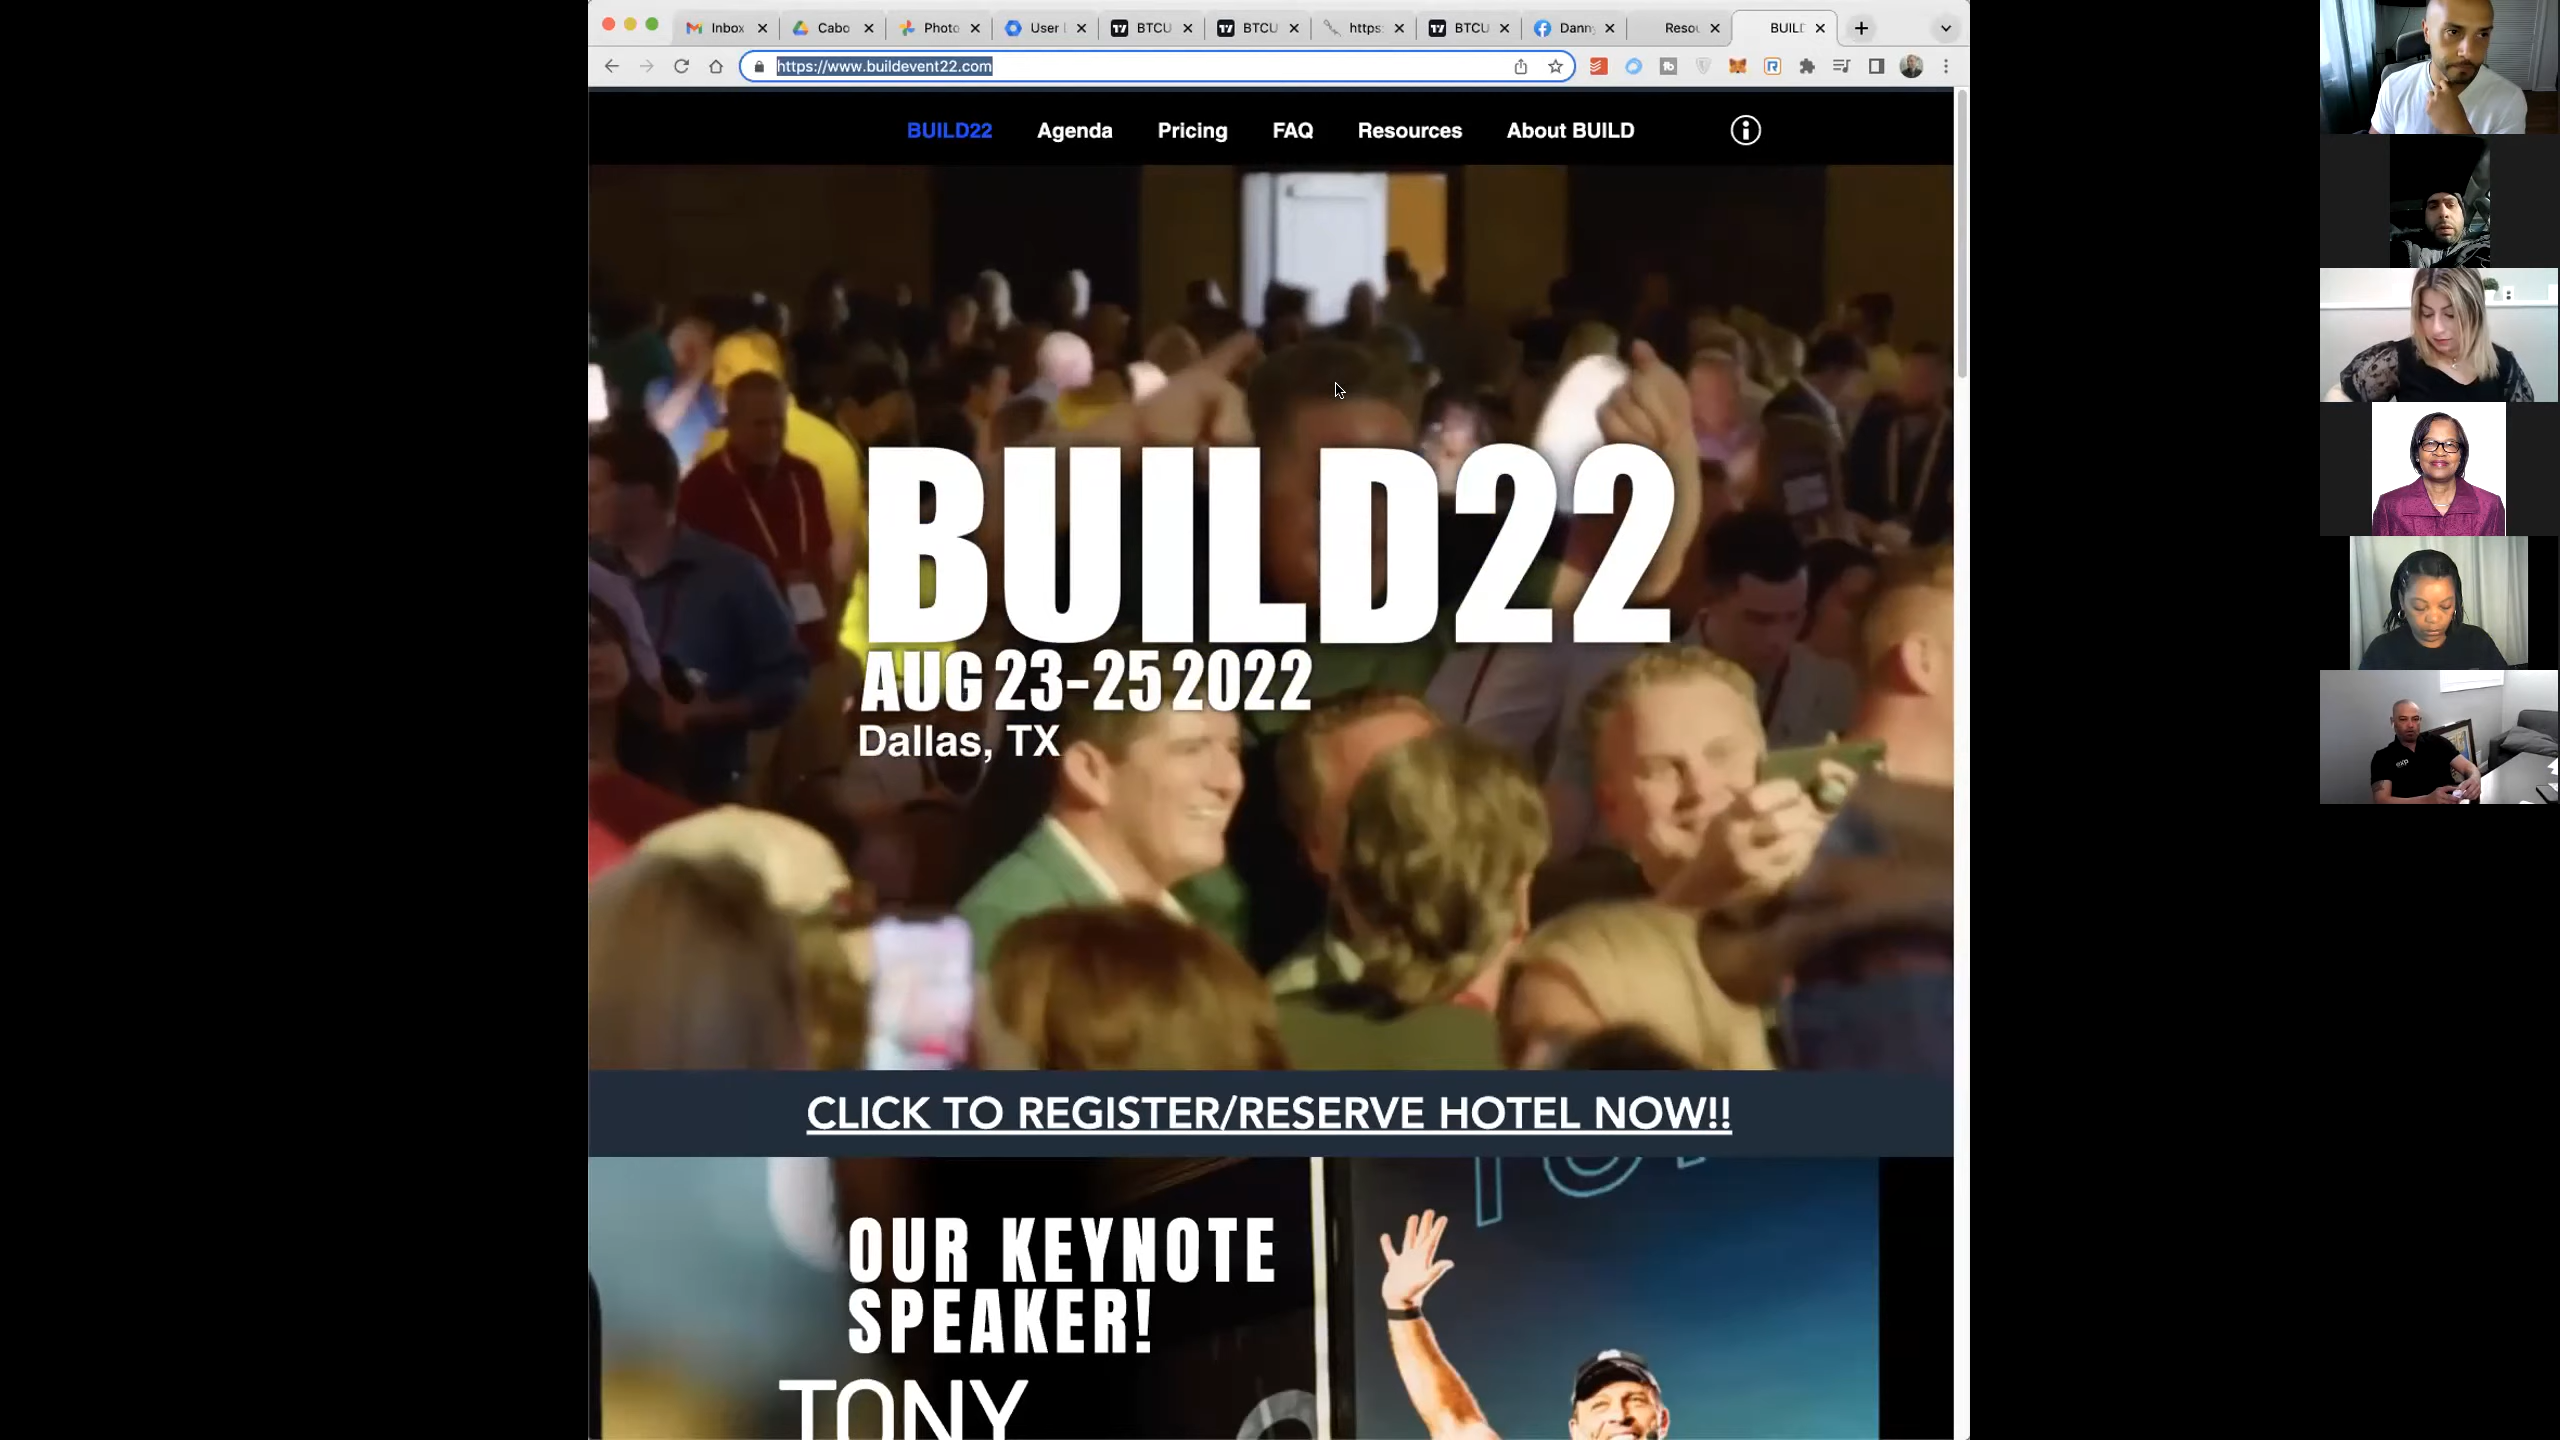 Inbox Cabo Photo User BTCU BTCU https: BTCU Danny Resou BUILD
https://www.buildevent22.com
BUILD22 Agenda Pricing FAQ Resources About BUILD
BUILD22
AUG 23-25 2022
Dallas, TX
CLICK TO REGISTER/RESERVE HOTEL NOW!!
OUR KEYNOTE
SPEAKER!
TONY
exp